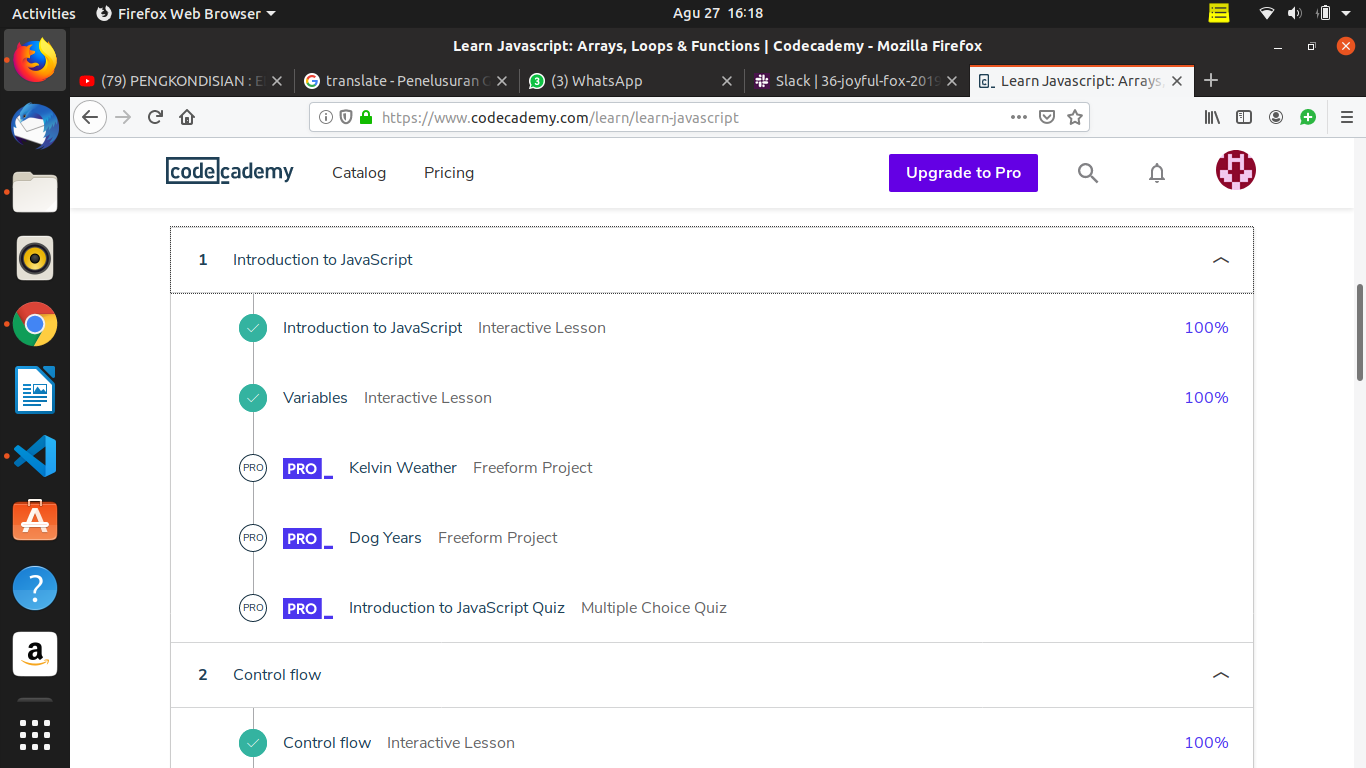 Activities Firefox Web Browser Agu 27 16:18
Learn Javascript: Arrays, Loops & Functions | Codecademy - Mozilla Firefox
(79) PENGKONDISIAN : E translate - Penelusuran (3) WhatsApp Slack | 36-joyful-fox-2019 Learn Javascript: Arrays,
https://www.codecademy.com/learn/learn-javascript
codecademy Catalog Pricing Upgrade to Pro
1 Introduction to JavaScript
Introduction to JavaScript Interactive Lesson 100%
Variables Interactive Lesson 100%
PRO PRO Kelvin Weather Freeform Project
PRO PRO Dog Years Freeform Project
PRO PRO Introduction to JavaScript Quiz Multiple Choice Quiz
2 Control flow
Control flow Interactive Lesson 100%